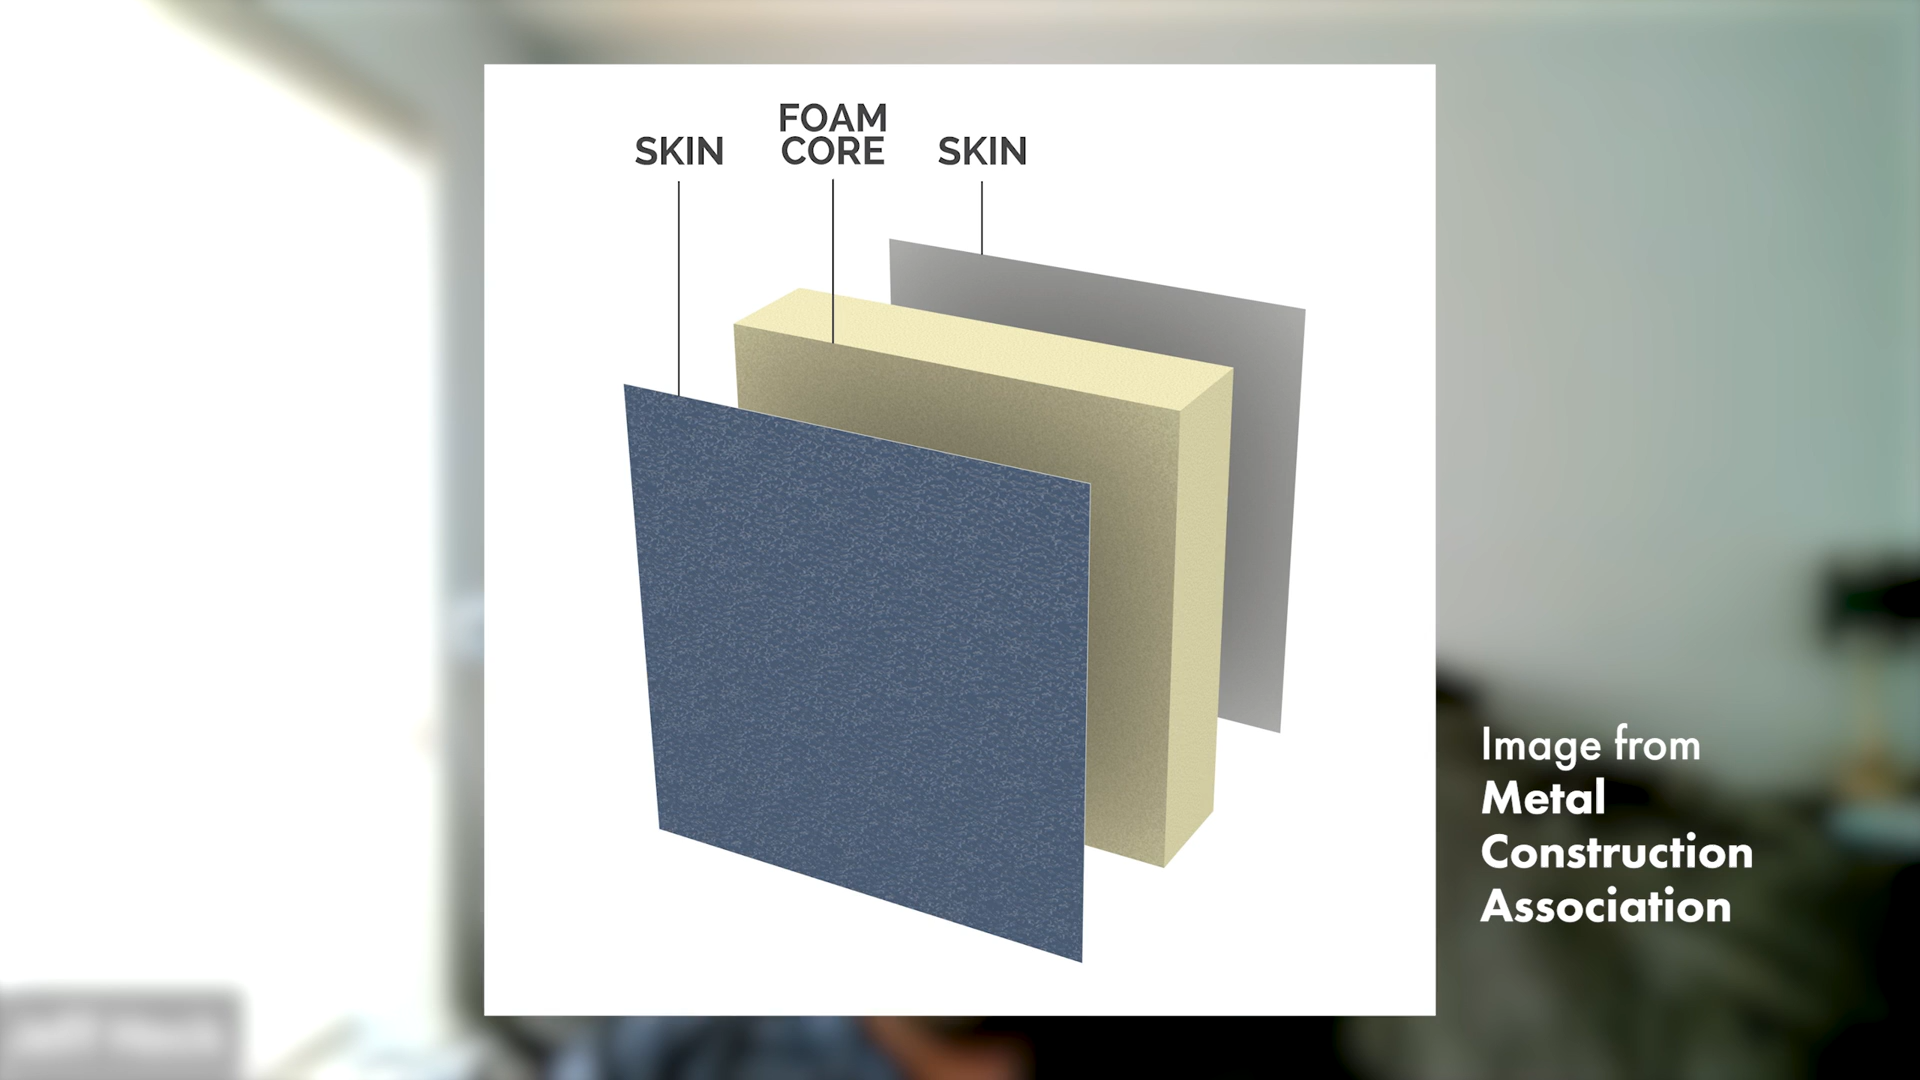 SKIN
FOAM
CORE
SKIN
Image from
Metal
Construction
Association